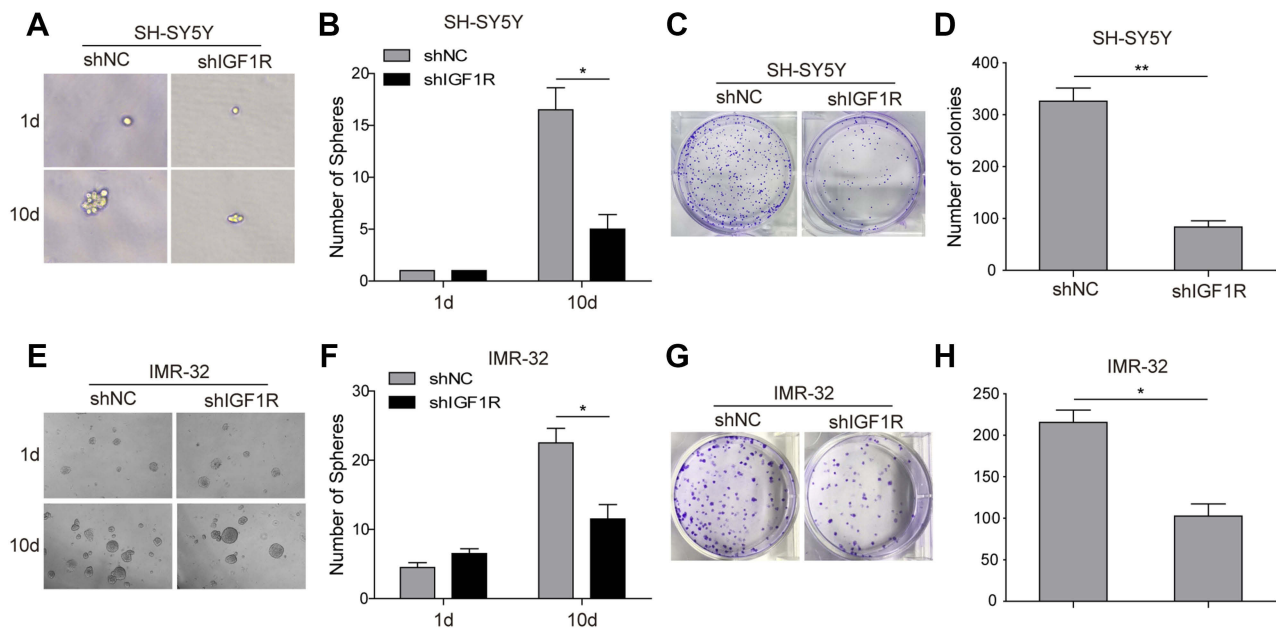 A
SH-SY5Y
shNC
shIGF1R
1d
10d
B
SH-SY5Y
shNC
shIGF1R
Number of Spheres
20
15
10
5
0
*
1d
10d
C
SH-SY5Y
shNC
shIGF1R
D
SH-SY5Y
Number of colonies
400
300
200
100
0
**
shNC
shIGF1R
E
IMR-32
shNC
shIGF1R
1d
10d
F
IMR-32
shNC
shIGF1R
Number of Spheres
30
20
10
0
*
1d
10d
G
IMR-32
shNC
shIGF1R
H
IMR-32
250
200
150
100
50
0
*